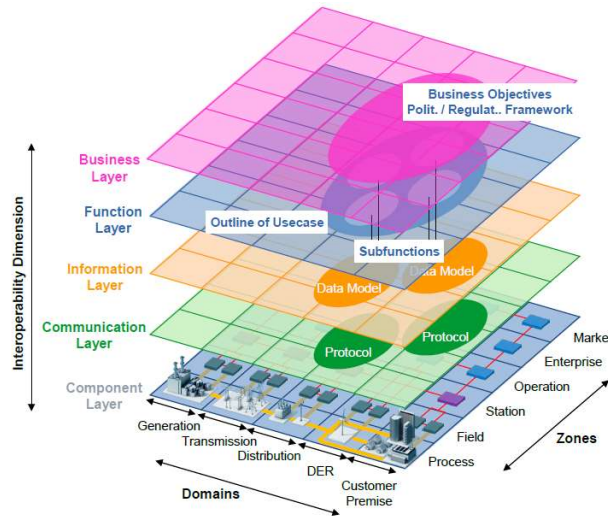 Business Objectives
Polit. / Regulat.. Framework
Business
Layer
Function
Layer
Outline of Usecase
Subfunctions
Information
Layer
Data Model
Data Model
Communication
Layer
Protocol
Protocol
Component
Layer
Interoperability Dimension
Generation
Transmission
Distribution
DER
Customer
Premise
Domains
Market
Enterprise
Operation
Station
Field
Process
Zones